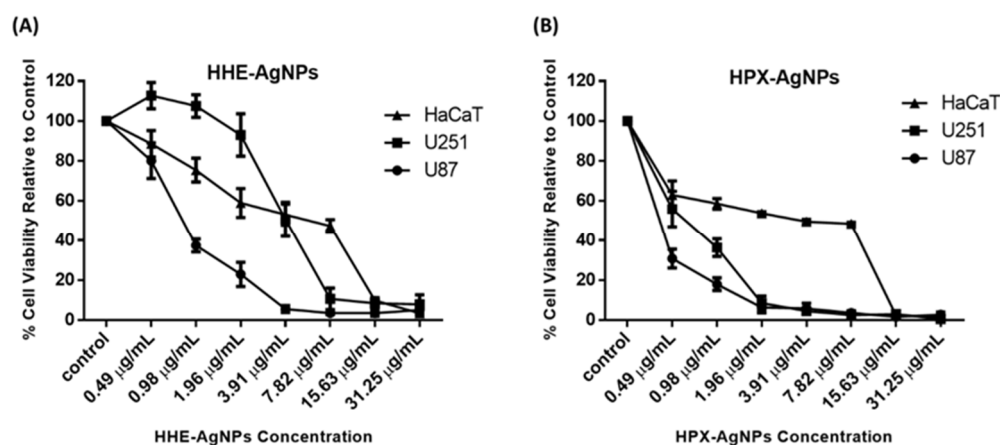 (A)
HHE-AgNPs
% Cell Viability Relative to Control
120
100
80
60
40
20
0
HaCaT
U251
U87
control
0.49 µg/mL
0.98 µg/mL
1.96 µg/mL
3.91 µg/mL
7.82 µg/mL
15.63 µg/mL
31.25 µg/mL
HHE-AgNPs Concentration
(B)
HPX-AgNPs
% Cell Viability Relative to Control
120
100
80
60
40
20
0
HaCaT
U251
U87
control
0.49 µg/mL
0.98 µg/mL
1.96 µg/mL
3.91 µg/mL
7.82 µg/mL
15.63 µg/mL
31.25 µg/mL
HPX-AgNPs Concentration